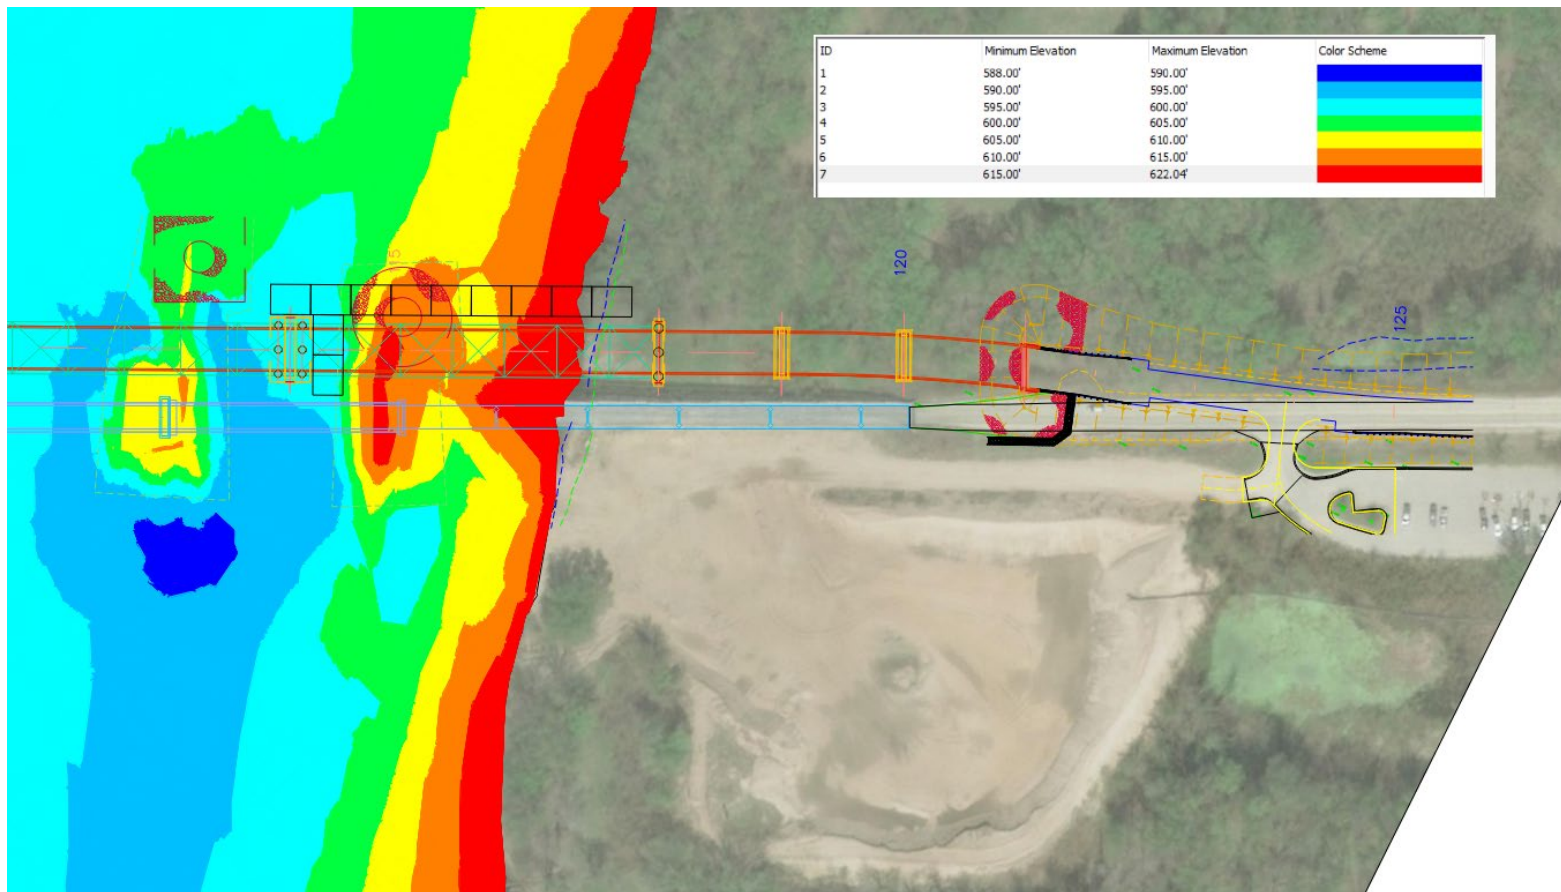 ID Minimum Elevation Maximum Elevation Color Scheme
1 588.00' 590.00'
2 590.00' 595.00'
3 595.00' 600.00'
4 600.00' 605.00'
5 605.00' 610.00'
6 610.00' 615.00'
7 615.00' 622.04'
15
120
125